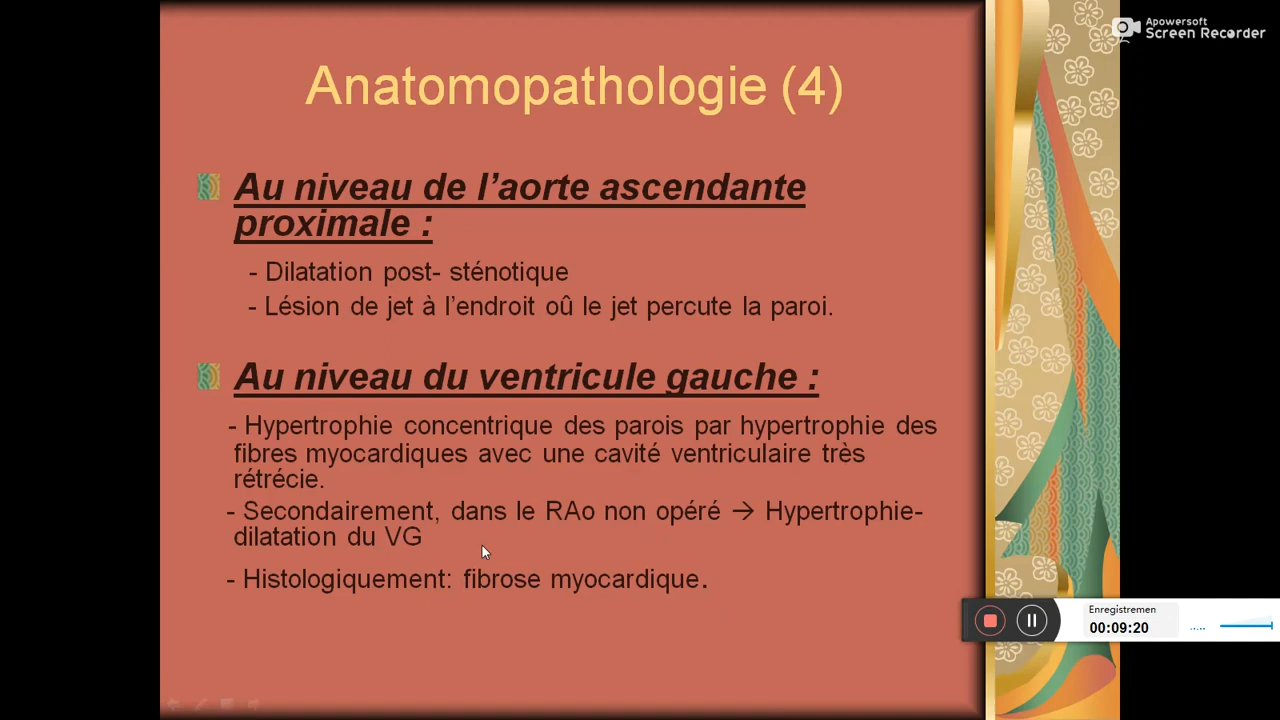 Apowersoft
Screen Recorder
Anatomopathologie (4)
Au niveau de l’aorte ascendante
proximale :
- Dilatation post- sténotique
- Lésion de jet à l’endroit oû le jet percute la paroi.
Au niveau du ventricule gauche :
- Hypertrophie concentrique des parois par hypertrophie des
fibres myocardiques avec une cavité ventriculaire très
rétrécie.
- Secondairement, dans le RAo non opéré → Hypertrophie-
dilatation du VG
- Histologiquement: fibrose myocardique.
Enregistremen
00:09:20